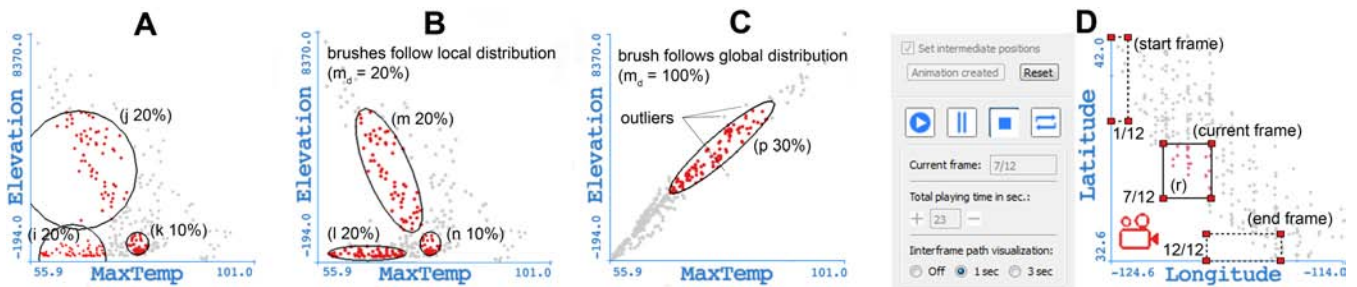 A
Elevation
8370.0
-194.0
(j 20%)
(i 20%)
(k 10%)
55.9
MaxTemp
101.0
B
brushes follow local distribution
(m_d = 20%)
Elevation
8370.0
-194.0
(m 20%)
(l 20%)
(n 10%)
55.9
MaxTemp
101.0
C
brush follows global distribution
(m_d = 100%)
Elevation
8370.0
-194.0
outliers
(p 30%)
55.9
MaxTemp
101.0
Set intermediate positions
Animation created
Reset
Current frame:
7/12
Total playing time in sec.:
+ 23 −
Interframe path visualization:
Off
1 sec
3 sec
D
Latitude
42.0
32.6
(start frame)
1/12
(current frame)
(r)
7/12
(end frame)
12/12
-124.6
Longitude
-114.0